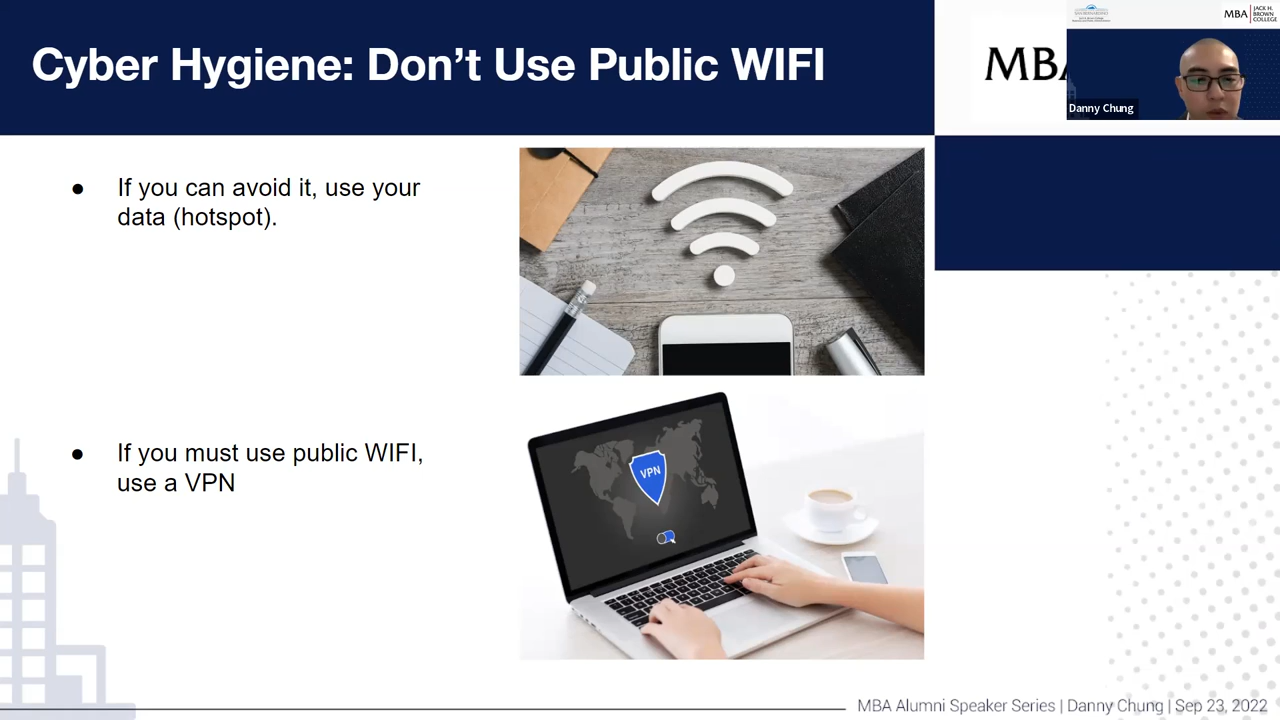 Cyber Hygiene: Don't Use Public WIFI
MBA
MBA
JACK H.
BROWN
COLLEGE
Danny Chung
● If you can avoid it, use your
data (hotspot).
VPN
● If you must use public WIFI,
use a VPN
MBA Alumni Speaker Series | Danny Chung | Sep 23, 2022